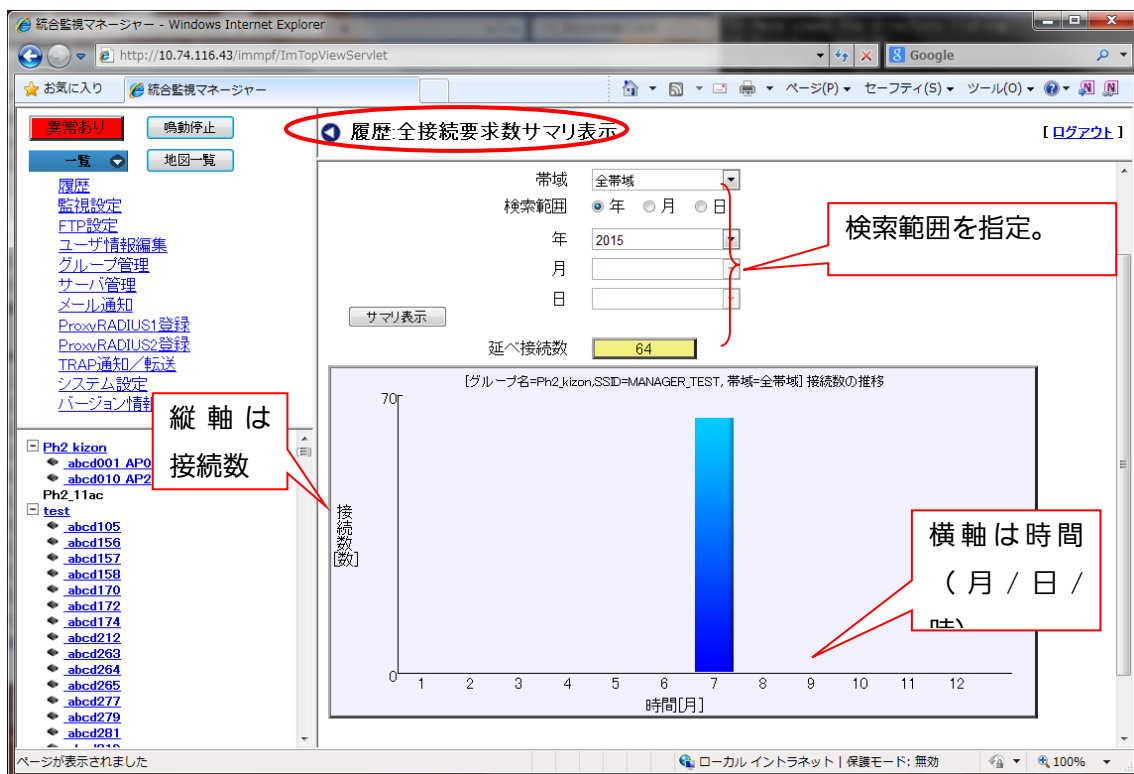 統合監視マネージャー - Windows Internet Explorer
http://10.74.116.43/immpf/ImTopViewServlet
Google
お気に入り
統合監視マネージャー
ページ(P)
セーフティ(S)
ツール(O)
異常あり
鳴動停止
一覧
地図一覧
履歴
監視設定
FTP設定
ユーザ情報編集
グループ管理
サーバ管理
メール通知
ProxyRADIUS1登録
ProxyRADIUS2登録
TRAP通知／転送
システム設定
バージョン情報
Ph2_kizon
abcd001_AP0
abcd010_AP2
Ph2_11ac
test
abcd105
abcd156
abcd157
abcd158
abcd170
abcd172
abcd174
abcd212
abcd263
abcd264
abcd265
abcd277
abcd279
abcd281
履歴:全接続要求数サマリ表示
[ ログアウト ]
帯域 全帯域
検索範囲 年 月 日
年 2015
月
日
サマリ表示
延べ接続数 64
検索範囲を指定。
[グループ名=Ph2_kizon,SSID=MANAGER_TEST, 帯域=全帯域] 接続数の推移
70
接続数[数]
0
1 2 3 4 5 6 7 8 9 10 11 12
時間[月]
縦軸は
接続数
横軸は時間
（月/日/
時）
ページが表示されました
ローカル イントラネット | 保護モード: 無効
100%